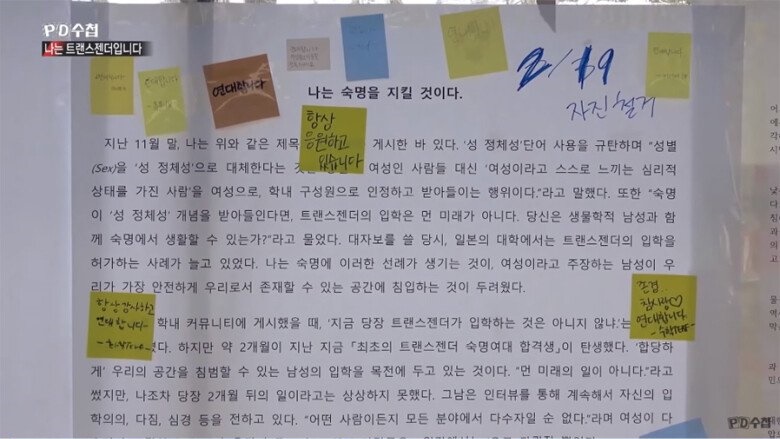 PD수첩
나는 트랜스젠더입니다
연대합니다
연대합니다
연대합니다
2/19
자진철거
나는 숙명을 지킬 것이다.
항상
응원하고
있습니다
지난 11월 말, 나는 위와 같은 제목 게시한 바 있다. '성 정체성'단어 사용을 규탄하며 "성별
(Sex)을 '성 정체성'으로 대체한다는 것은 여성인 사람들 대신 '여성이라고 스스로 느끼는 심리적
상태를 가진 사람'을 여성으로, 학내 구성원으로 인정하고 받아들이는 행위이다."라고 말했다. 또한 "숙명
이 '성 정체성' 개념을 받아들인다면, 트랜스젠더의 입학은 먼 미래가 아니다. 당신은 생물학적 남성과 함
께 숙명에서 생활할 수 있는가?"라고 물었다. 대자보를 쓸 당시, 일본의 대학에서는 트랜스젠더의 입학을
허가하는 사례가 늘고 있었다. 나는 숙명에 이러한 선례가 생기는 것이, 여성이라고 주장하는 남성이 우
리가 가장 안전하게 우리로서 존재할 수 있는 공간에 침입하는 것이 두려웠다.
항상 감사하고
연대합니다
존경..
참사랑♡
연대합니다.
학내 커뮤니티에 게시했을 때, '지금 당장 트랜스젠더가 입학하는 것은 아니지 않냐.'는
였다. 하지만 약 2개월이 지난 지금 「최초의 트랜스젠더 숙명여대 합격생」이 탄생했다. '합당하
게' 우리의 공간을 침범할 수 있는 남성의 입학을 목전에 두고 있는 것이다. "먼 미래의 일이 아니다."라고
썼지만, 나조차 당장 2개월 뒤의 일이라고는 상상하지 못했다. 그남은 인터뷰를 통해 계속해서 자신의 입
학의의, 다짐, 심경 등을 전하고 있다. "어떤 사람이든지 모든 분야에서 다수자일 순 없다."라며 여성이 다
PD수첩